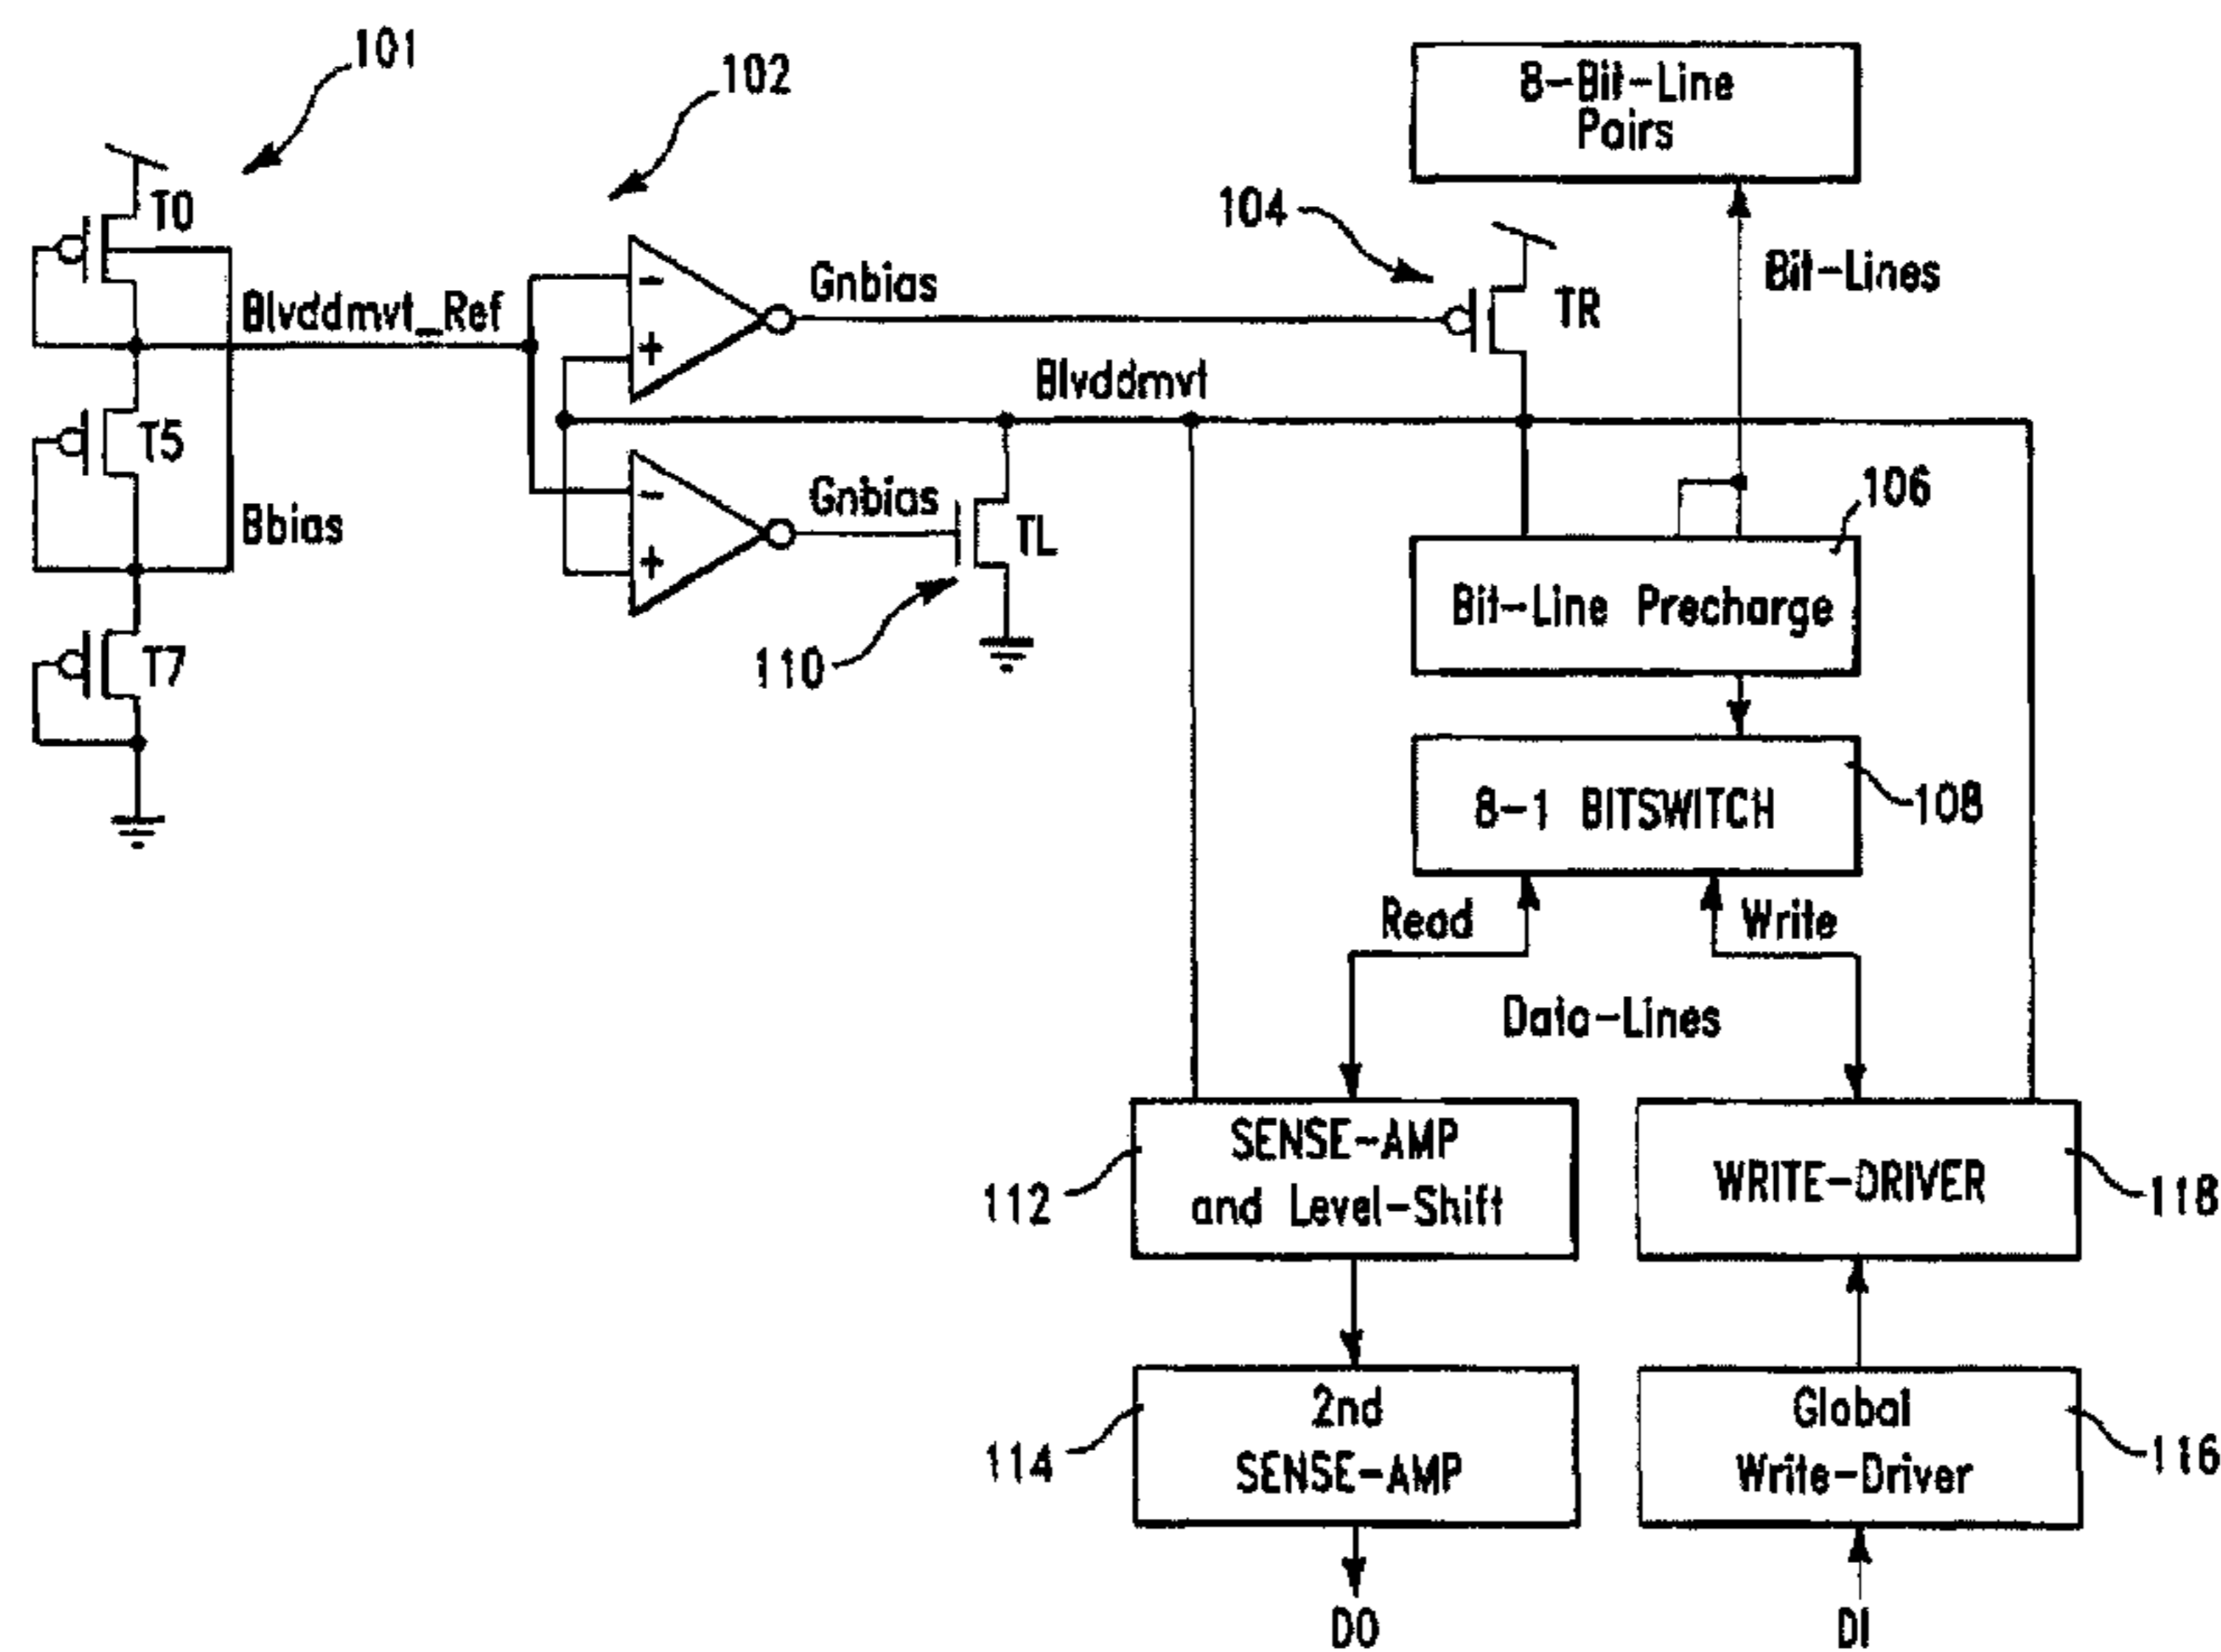 101
102
8-Bit-Line
Pairs
T0
104
Gnbias
Bit-Lines
Blvddmvt_Ref
TR
-
+
Blvddmvt
T5
106
-
Gnbias
Bbias
TL
+
Bit-Line Precharge
T7
110
8-1 BITSWITCH
108
Read
Write
Data-Lines
SENSE-AMP
and Level-Shift
112
WRITE-DRIVER
118
2nd
SENSE-AMP
114
Global
Write-Driver
116
DO
DI